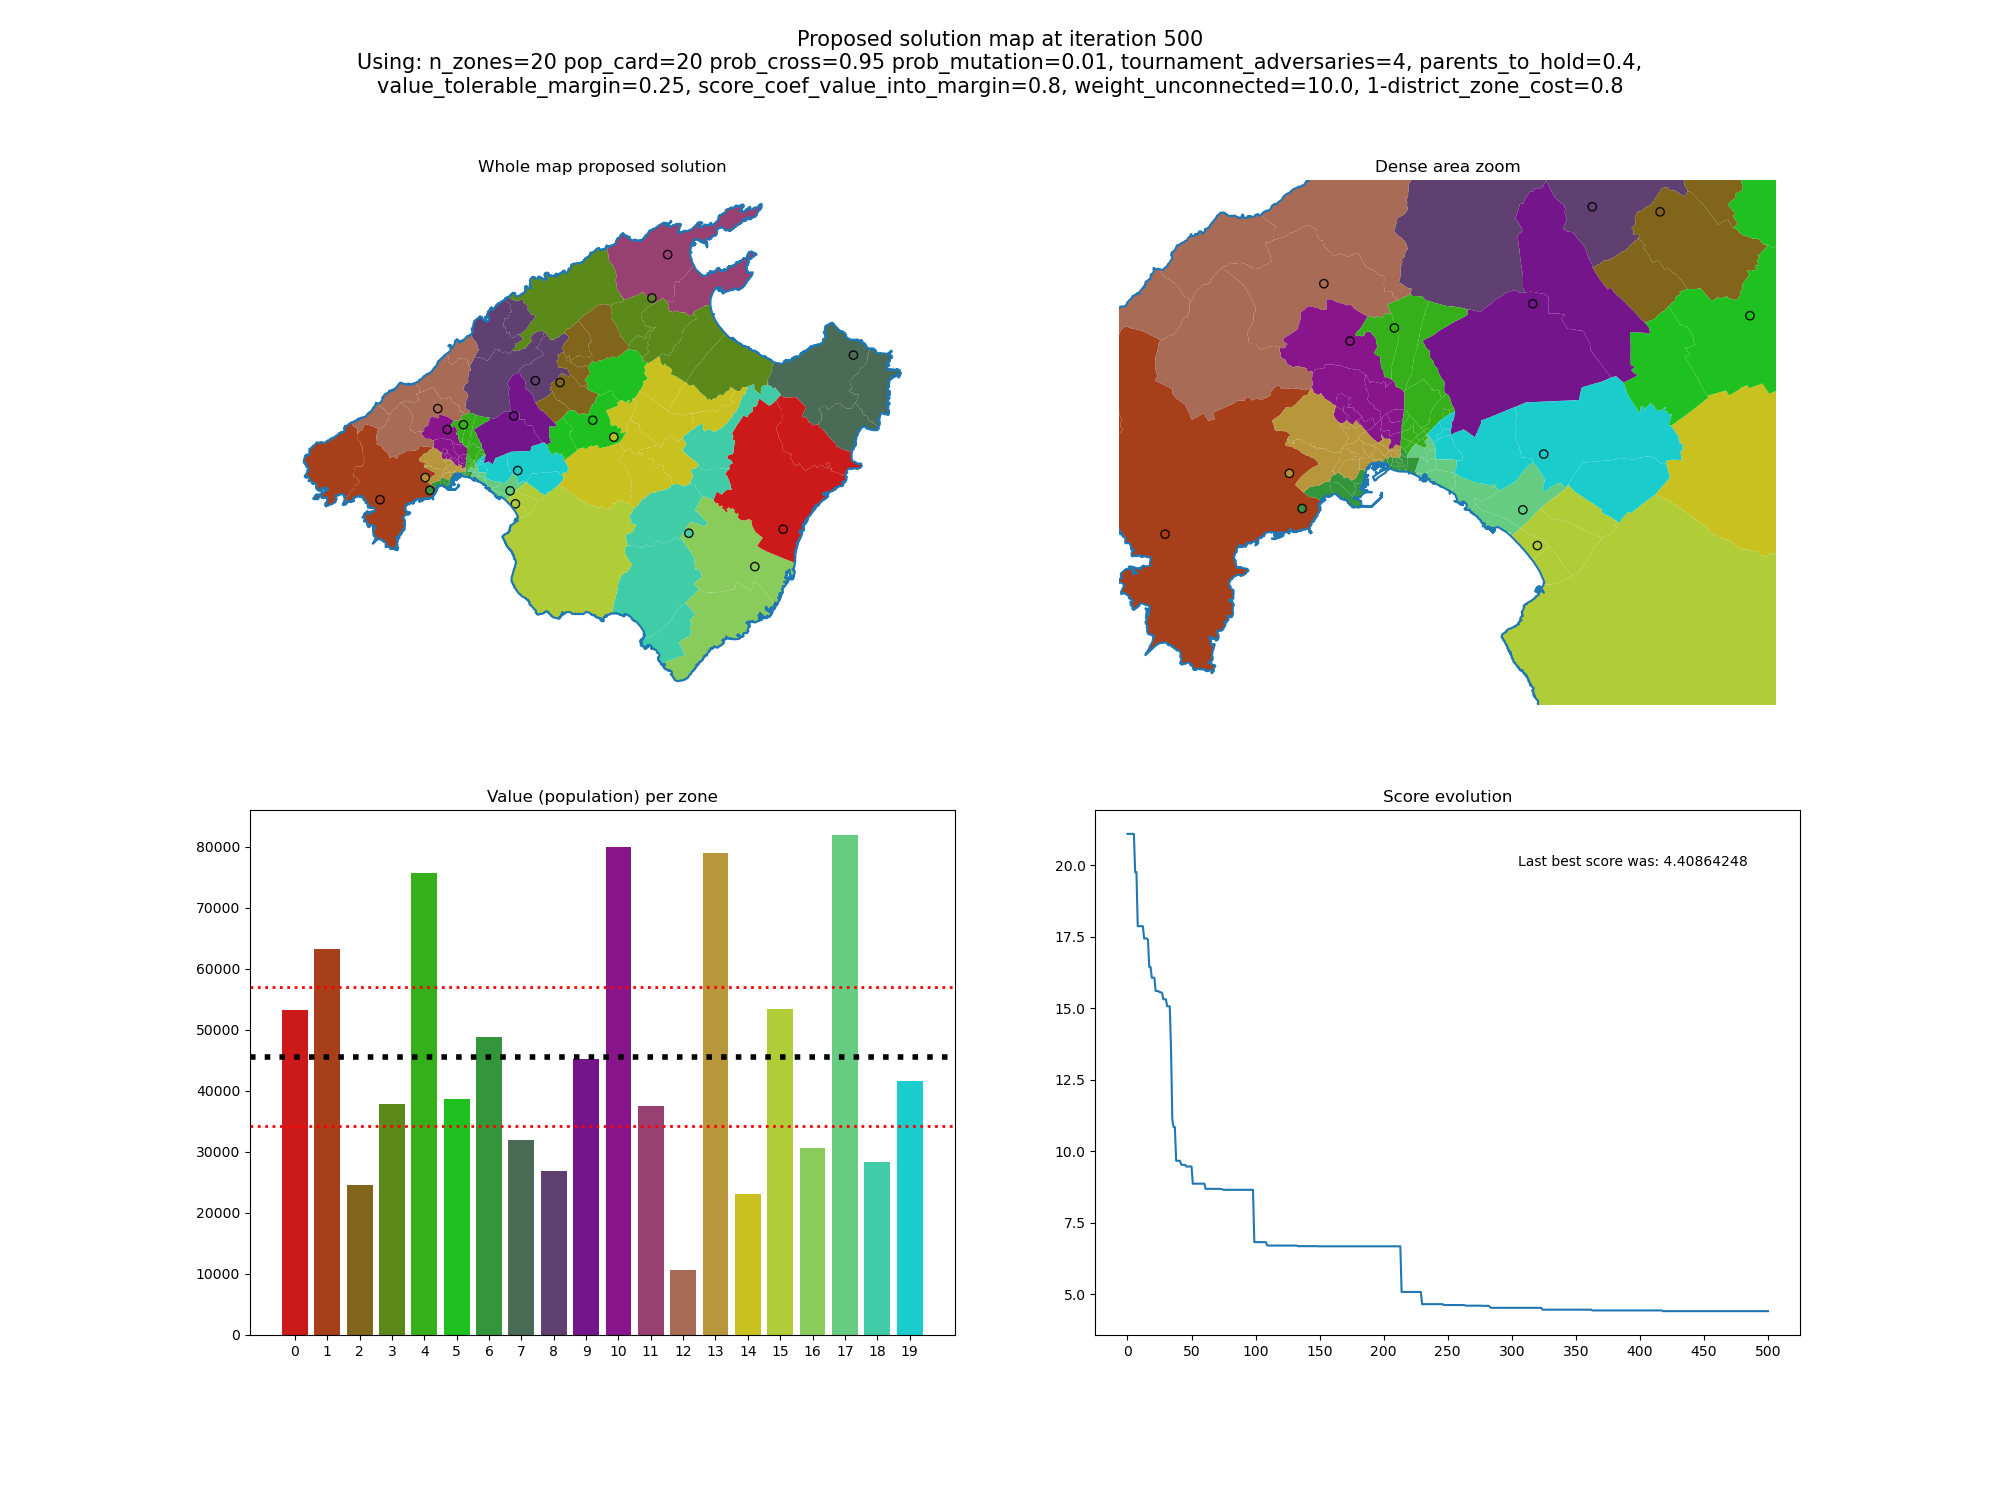 Proposed solution map at iteration 500
Using: n_zones=20 pop_card=20 prob_cross=0.95 prob_mutation=0.01, tournament_adversaries=4, parents_to_hold=0.4,
value_tolerable_margin=0.25, score_coef_value_into_margin=0.8, weight_unconnected=10.0, 1-district_zone_cost=0.8
Whole map proposed solution
Dense area zoom
Value (population) per zone
80000
70000
60000
50000
40000
30000
20000
10000
0
0 1 2 3 4 5 6 7 8 9 10 11 12 13 14 15 16 17 18 19
Score evolution
Last best score was: 4.40864248
20.0
17.5
15.0
12.5
10.0
7.5
5.0
0 50 100 150 200 250 300 350 400 450 500